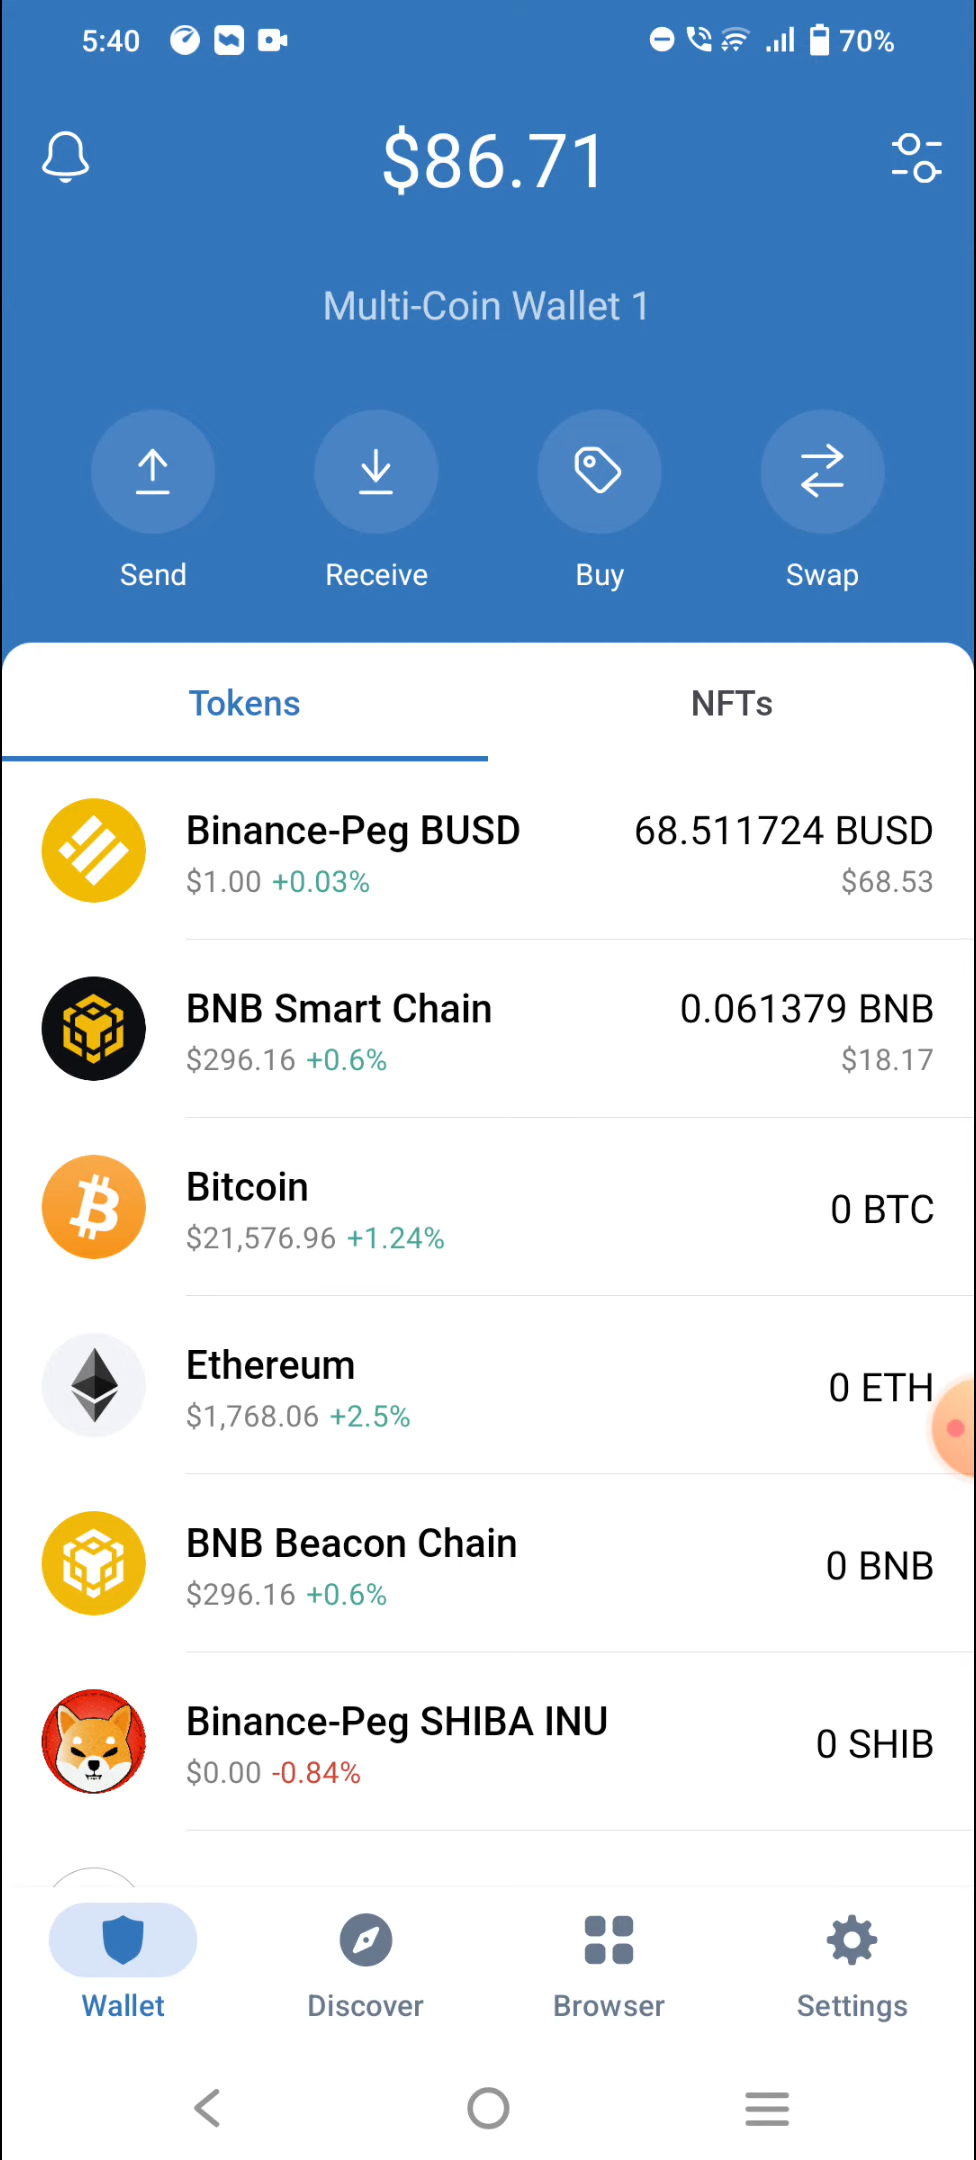 5:40
70%
$86.71
Multi-Coin Wallet 1
Send Receive Buy Swap
Tokens NFTs
Binance-Peg BUSD 68.511724 BUSD
$1.00 +0.03% $68.53
BNB Smart Chain 0.061379 BNB
$296.16 +0.6% $18.17
Bitcoin
0 BTC
$21,576.96 +1.24%
Ethereum
0 ETH
$1,768.06 +2.5%
BNB Beacon Chain
0 BNB
$296.16 +0.6%
Binance-Peg SHIBA INU
0 SHIB
$0.00 -0.84%
Wallet Discover Browser Settings